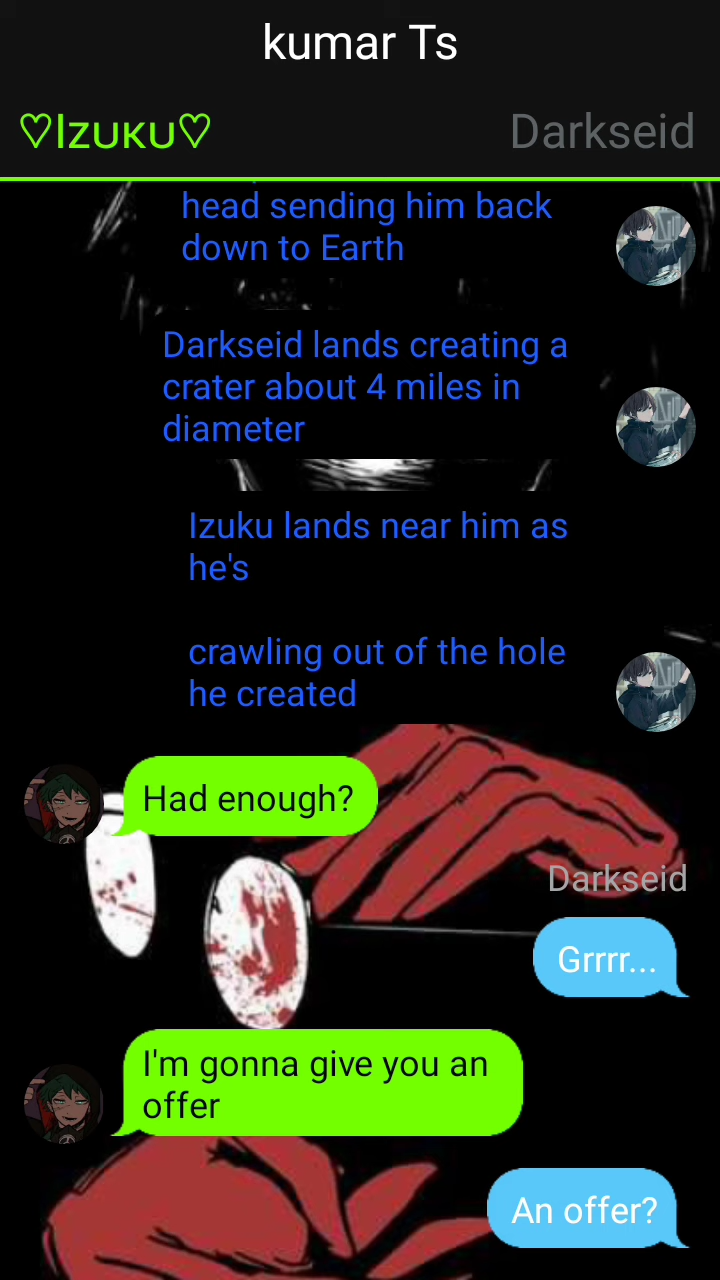 kumar Ts
♡Izuku♡
Darkseid
head sending him back
down to Earth
Darkseid lands creating a
crater about 4 miles in
diameter
Izuku lands near him as
he's
crawling out of the hole
he created
Had enough?
Darkseid
Grrrr...
I'm gonna give you an
offer
An offer?